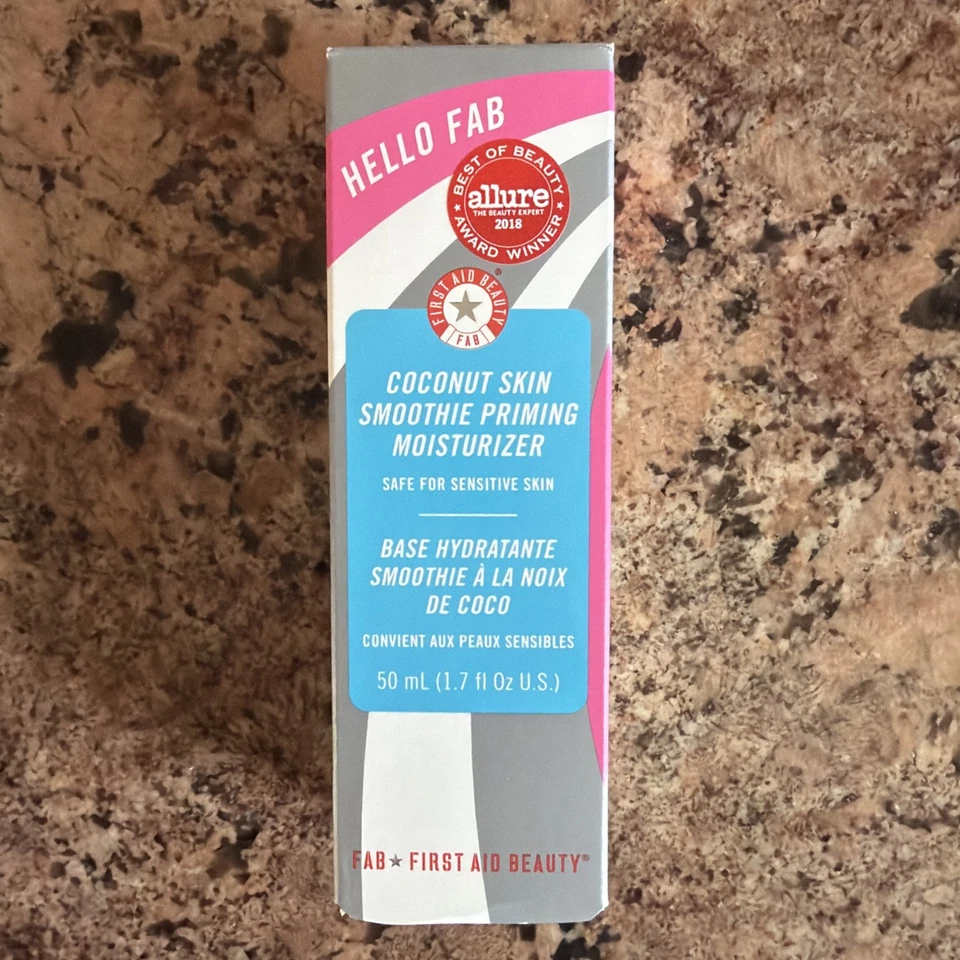 HELLO FAB
BEST OF BEAUTY
allure
THE BEAUTY EXPERT
2018
AWARD WINNER
FIRST AID BEAUTY®
FAB
COCONUT SKIN
SMOOTHIE PRIMING
MOISTURIZER
SAFE FOR SENSITIVE SKIN
BASE HYDRATANTE
SMOOTHIE À LA NOIX
DE COCO
CONVIENT AUX PEAUX SENSIBLES
50 mL (1.7 fl Oz U.S.)
FAB★FIRST AID BEAUTY®